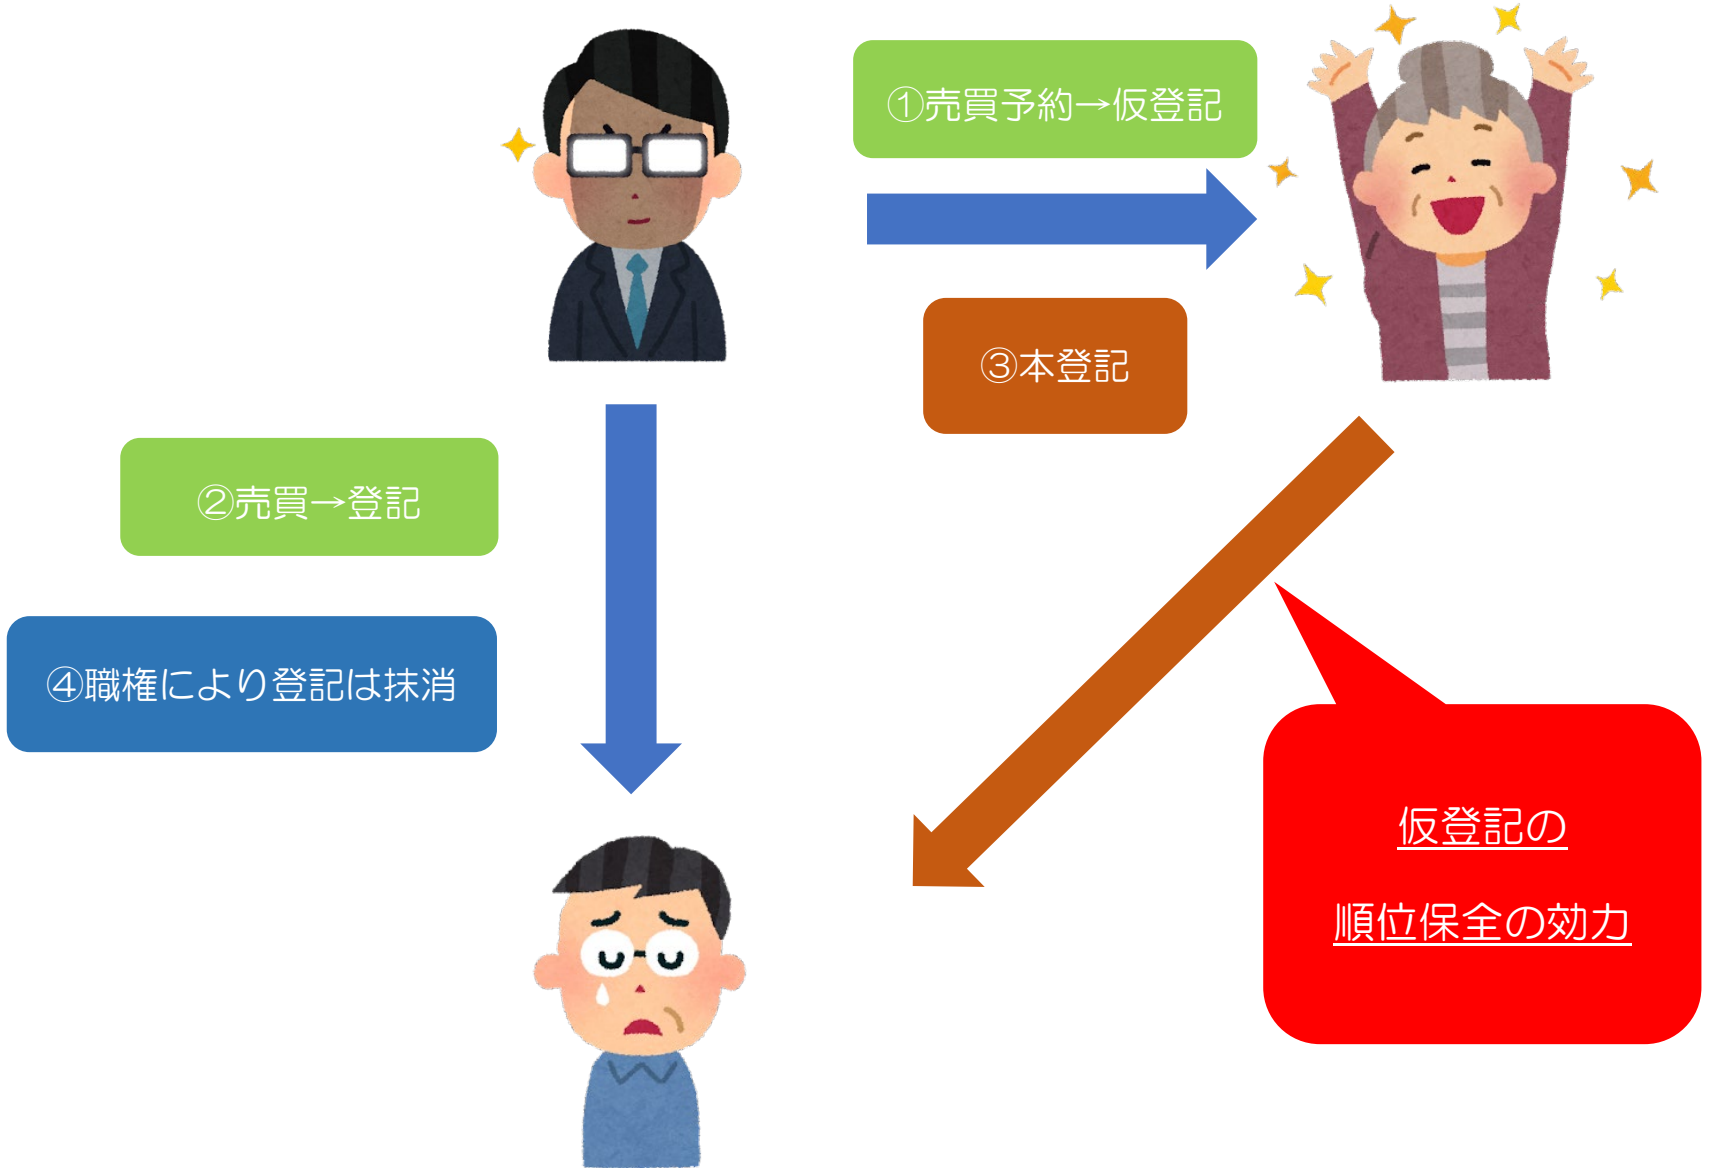 ①売買予約→仮登記
③本登記
②売買→登記
④職権により登記は抹消
仮登記の
順位保全の効力